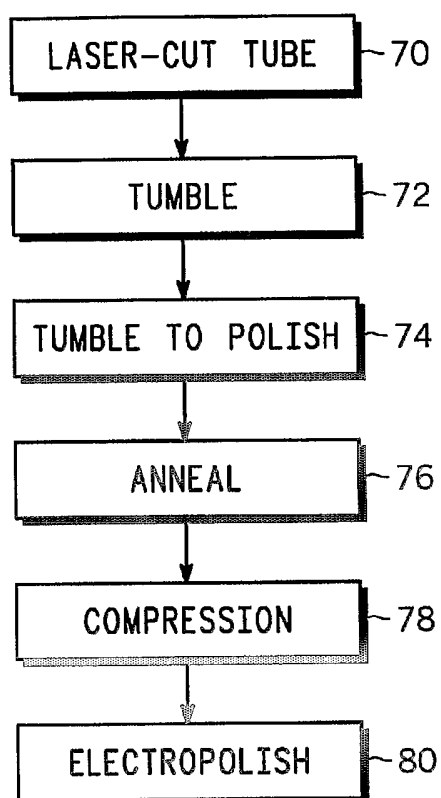 LASER-CUT TUBE 70
TUMBLE 72
TUMBLE TO POLISH 74
ANNEAL 76
COMPRESSION 78
ELECTROPOLISH 80